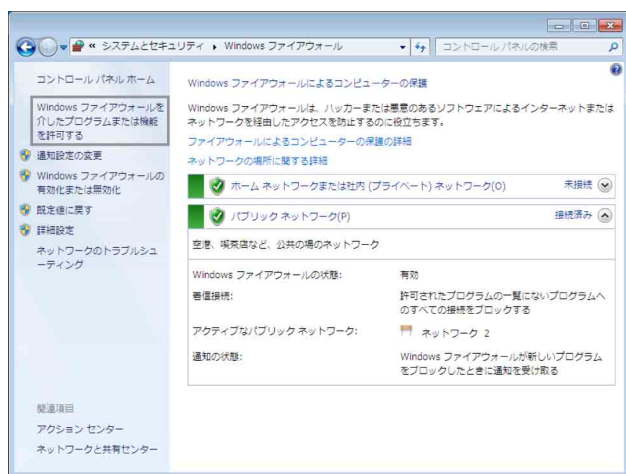 « システムとセキュリティ ▸ Windows ファイアウォール
コントロール パネルの検索
コントロール パネル ホーム
Windows ファイアウォールを
介したプログラムまたは機能
を許可する
通知設定の変更
Windows ファイアウォールの
有効化または無効化
既定値に戻す
詳細設定
ネットワークのトラブルシュ
ーティング
関連項目
アクション センター
ネットワークと共有センター
Windows ファイアウォールによるコンピューターの保護
Windows ファイアウォールは、ハッカーまたは悪意のあるソフトウェアによるインターネットまたは
ネットワークを経由したアクセスを防止するのに役立ちます。
ファイアウォールによるコンピューターの保護の詳細
ネットワークの場所に関する詳細
ホーム ネットワークまたは社内 (プライベート) ネットワーク(O) 未接続
パブリック ネットワーク(P) 接続済み
空港、喫茶店など、公共の場のネットワーク
Windows ファイアウォールの状態: 有効
着信接続: 許可されたプログラムの一覧にないプログラムへ
のすべての接続をブロックする
アクティブなパブリック ネットワーク: ネットワーク 2
通知の状態: Windows ファイアウォールが新しいプログラム
をブロックしたときに通知を受け取る